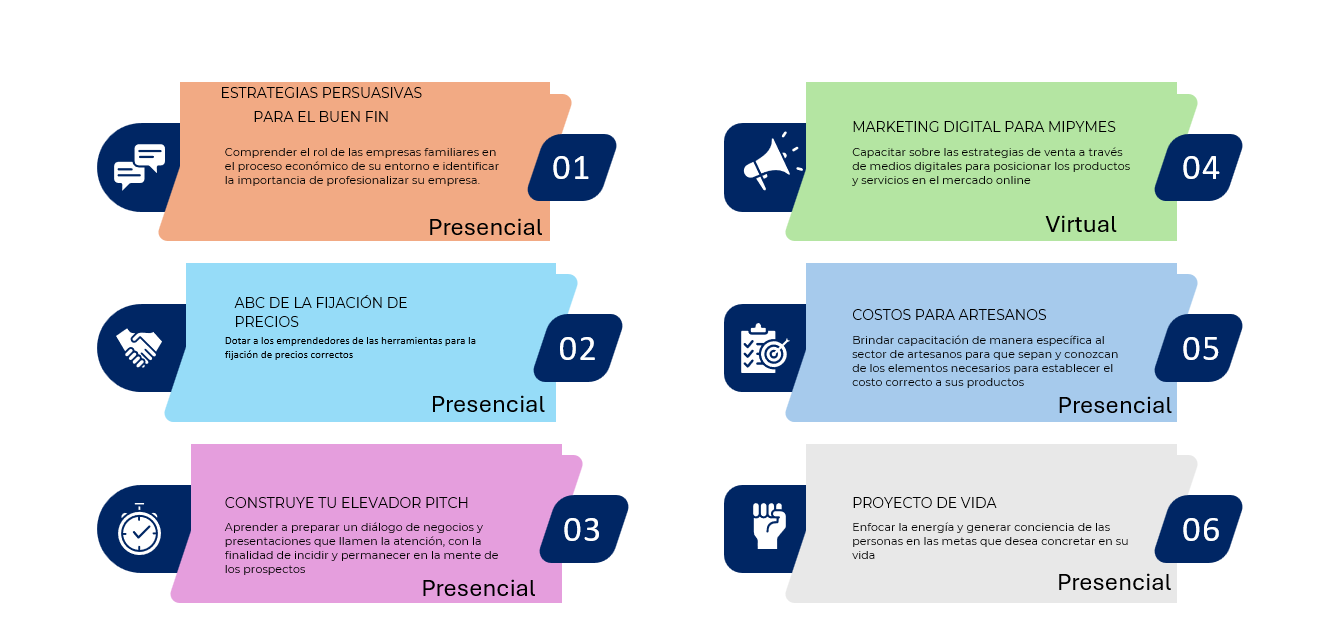 ESTRATEGIAS PERSUASIVAS
PARA EL BUEN FIN
Comprender el rol de las empresas familiares en
el proceso económico de su entorno e identificar
la importancia de profesionalizar su empresa.
01
Presencial
ABC DE LA FIJACIÓN DE
PRECIOS
Dotar a los emprendedores de las herramientas para la
fijación de precios correctos
02
Presencial
CONSTRUYE TU ELEVADOR PITCH
Aprender a preparar un diálogo de negocios y
presentaciones que llamen la atención, con la
finalidad de incidir y permanecer en la mente de
los prospectos
03
Presencial
MARKETING DIGITAL PARA MIPYMES
Capacitar sobre las estrategias de venta a través
de medios digitales para posicionar los productos
y servicios en el mercado online
04
Virtual
COSTOS PARA ARTESANOS
Brindar capacitación de manera específica al
sector de artesanos para que sepan y conozcan
de los elementos necesarios para establecer el
costo correcto a sus productos
05
Presencial
PROYECTO DE VIDA
Enfocar la energía y generar conciencia de las
personas en las metas que desea concretar en su
vida
06
Presencial